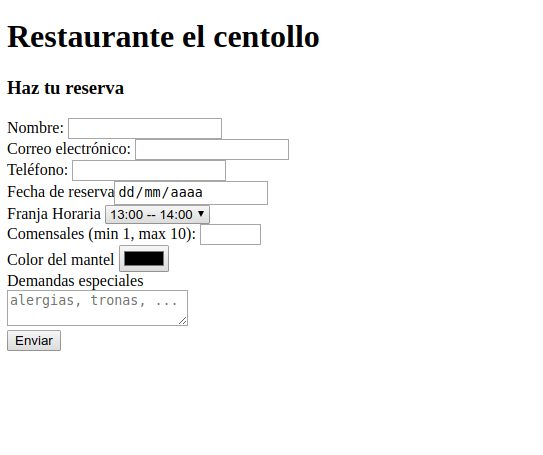 Restaurante el centollo
Haz tu reserva
Nombre:
Correo electrónico:
Teléfono:
Fecha de reserva dd/mm/aaaa
Franja Horaria 13:00 -- 14:00
Comensales (min 1, max 10):
Color del mantel
Demandas especiales
alergias, tronas, ...
Enviar